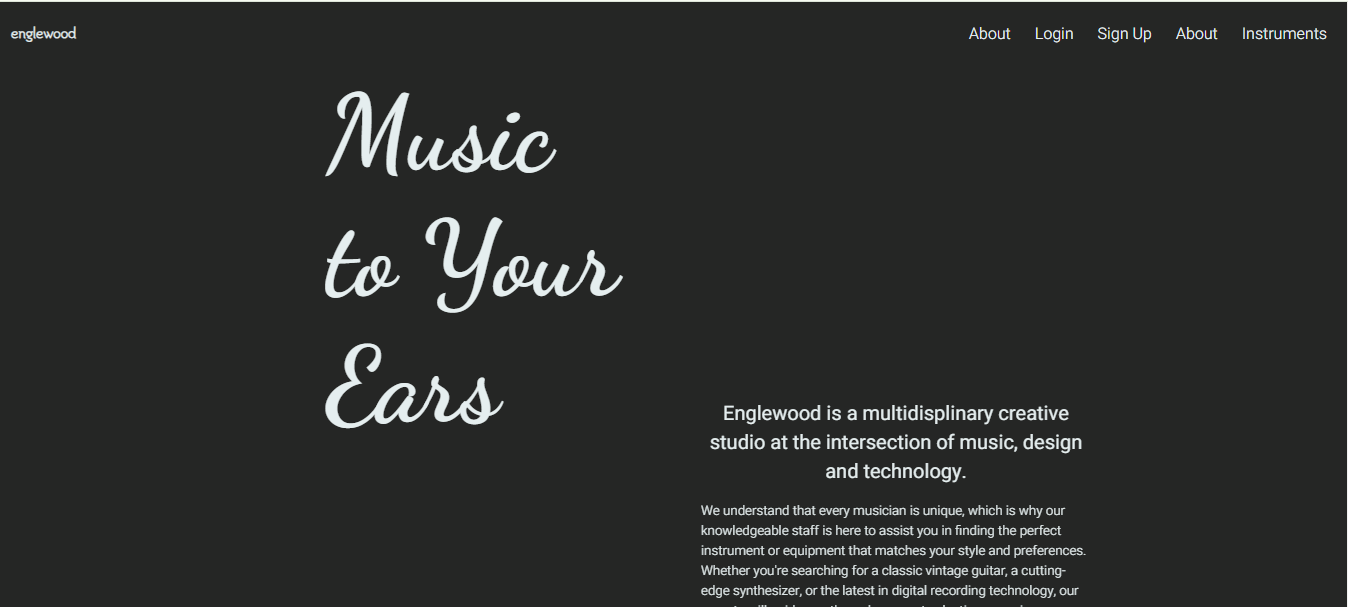 englewood
About Login Sign Up About Instruments
Music
to Your
Ears
Englewood is a multidisplinary creative
studio at the intersection of music, design
and technology.
We understand that every musician is unique, which is why our
knowledgeable staff is here to assist you in finding the perfect
instrument or equipment that matches your style and preferences.
Whether you're searching for a classic vintage guitar, a cutting-
edge synthesizer, or the latest in digital recording technology, our